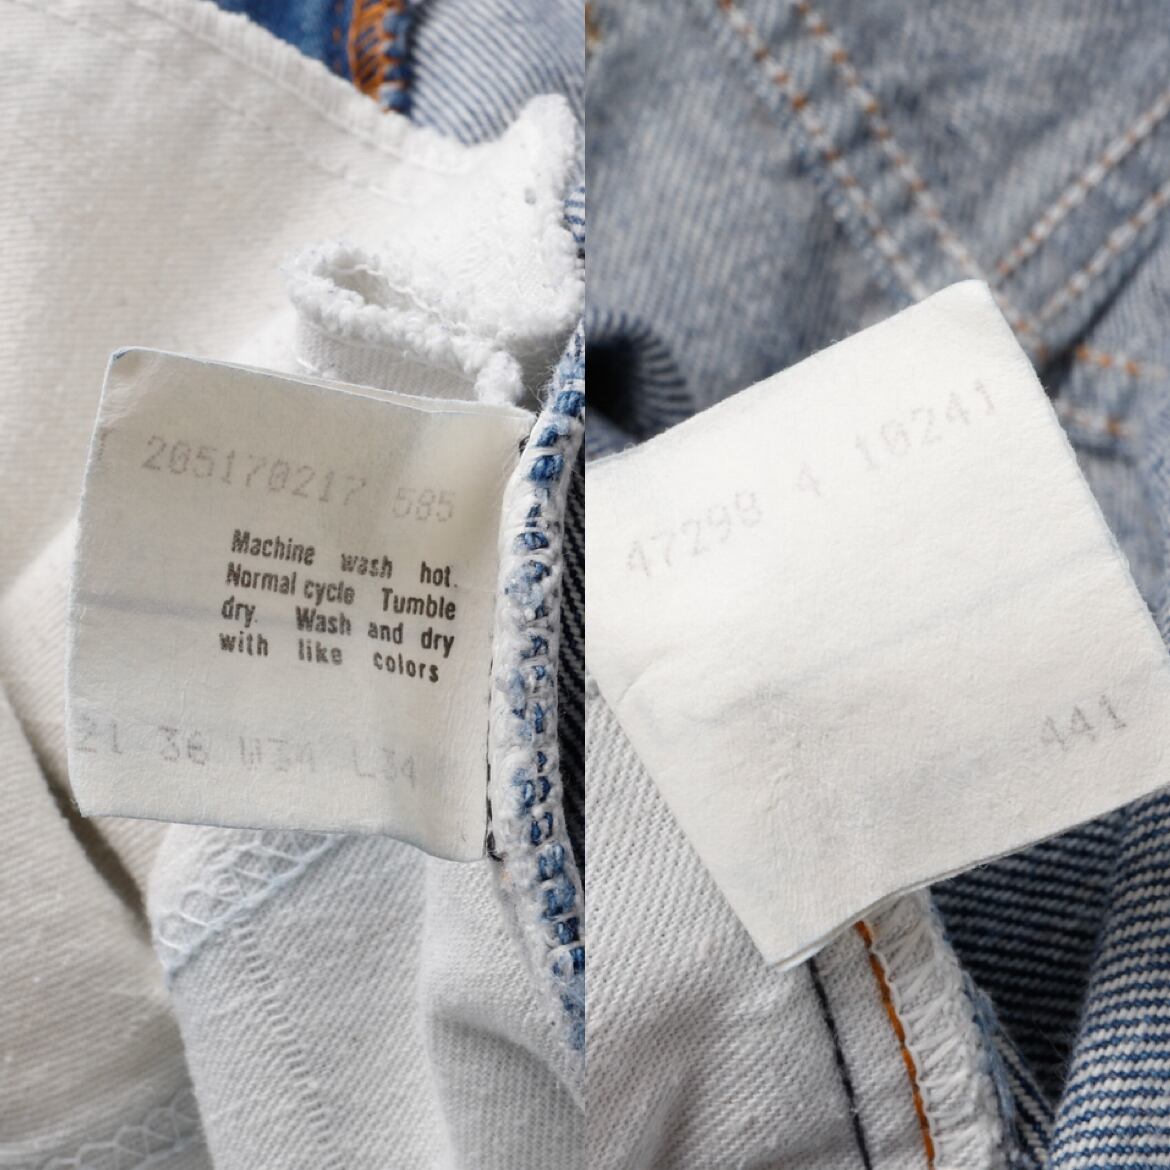 205170217 585
Machine wash hot.
Normal cycle Tumble
dry. Wash and dry
with like colors
21 36 W34 L34
47298 4 10241
441